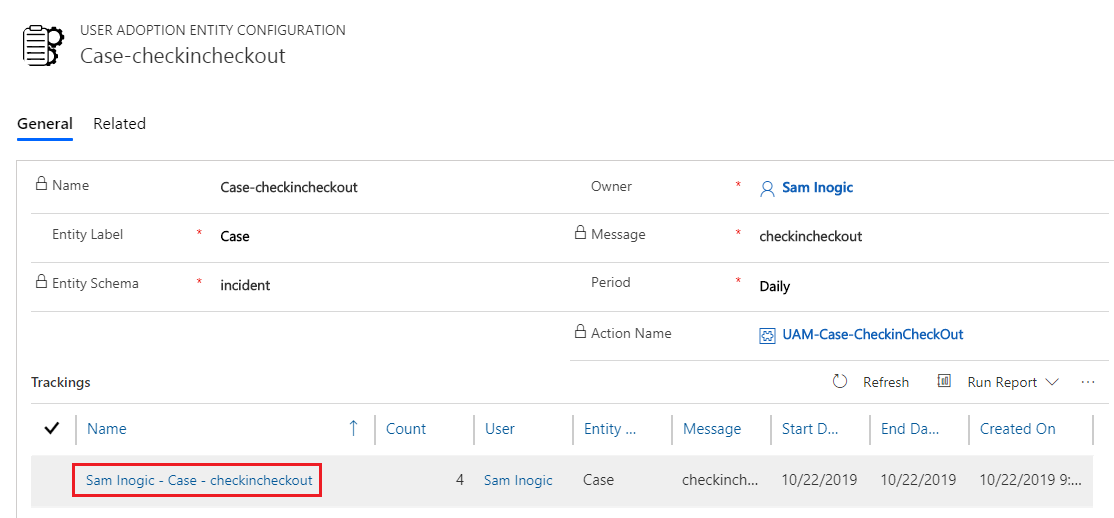 USER ADOPTION ENTITY CONFIGURATION
Case-checkincheckout
General Related
Name Case-checkincheckout Owner * Sam Inogic
Entity Label * Case Message * checkincheckout
Entity Schema * incident Period * Daily
Action Name UAM-Case-CheckinCheckOut
Trackings Refresh Run Report ...
Name Count User Entity ... Message Start D... End Da... Created On
Sam Inogic - Case - checkincheckout 4 Sam Inogic Case checkinch... 10/22/2019 10/22/2019 10/22/2019 9:...